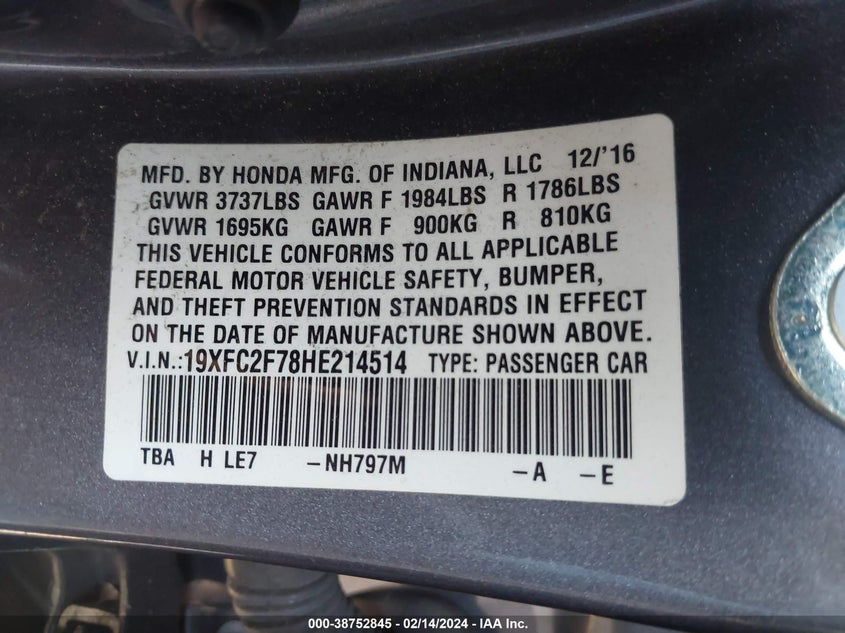 MFD. BY HONDA MFG. OF INDIANA, LLC 12/'16
GVWR 3737LBS GAWR F 1984LBS R 1786LBS
GVWR 1695KG GAWR F 900KG R 810KG
THIS VEHICLE CONFORMS TO ALL APPLICABLE
FEDERAL MOTOR VEHICLE SAFETY, BUMPER,
AND THEFT PREVENTION STANDARDS IN EFFECT
ON THE DATE OF MANUFACTURE SHOWN ABOVE.
V.I.N.:19XFC2F78HE214514 TYPE: PASSENGER CAR
TBA H LE7 -NH797M -A -E
000-38752845 - 02/14/2024 - IAA Inc.